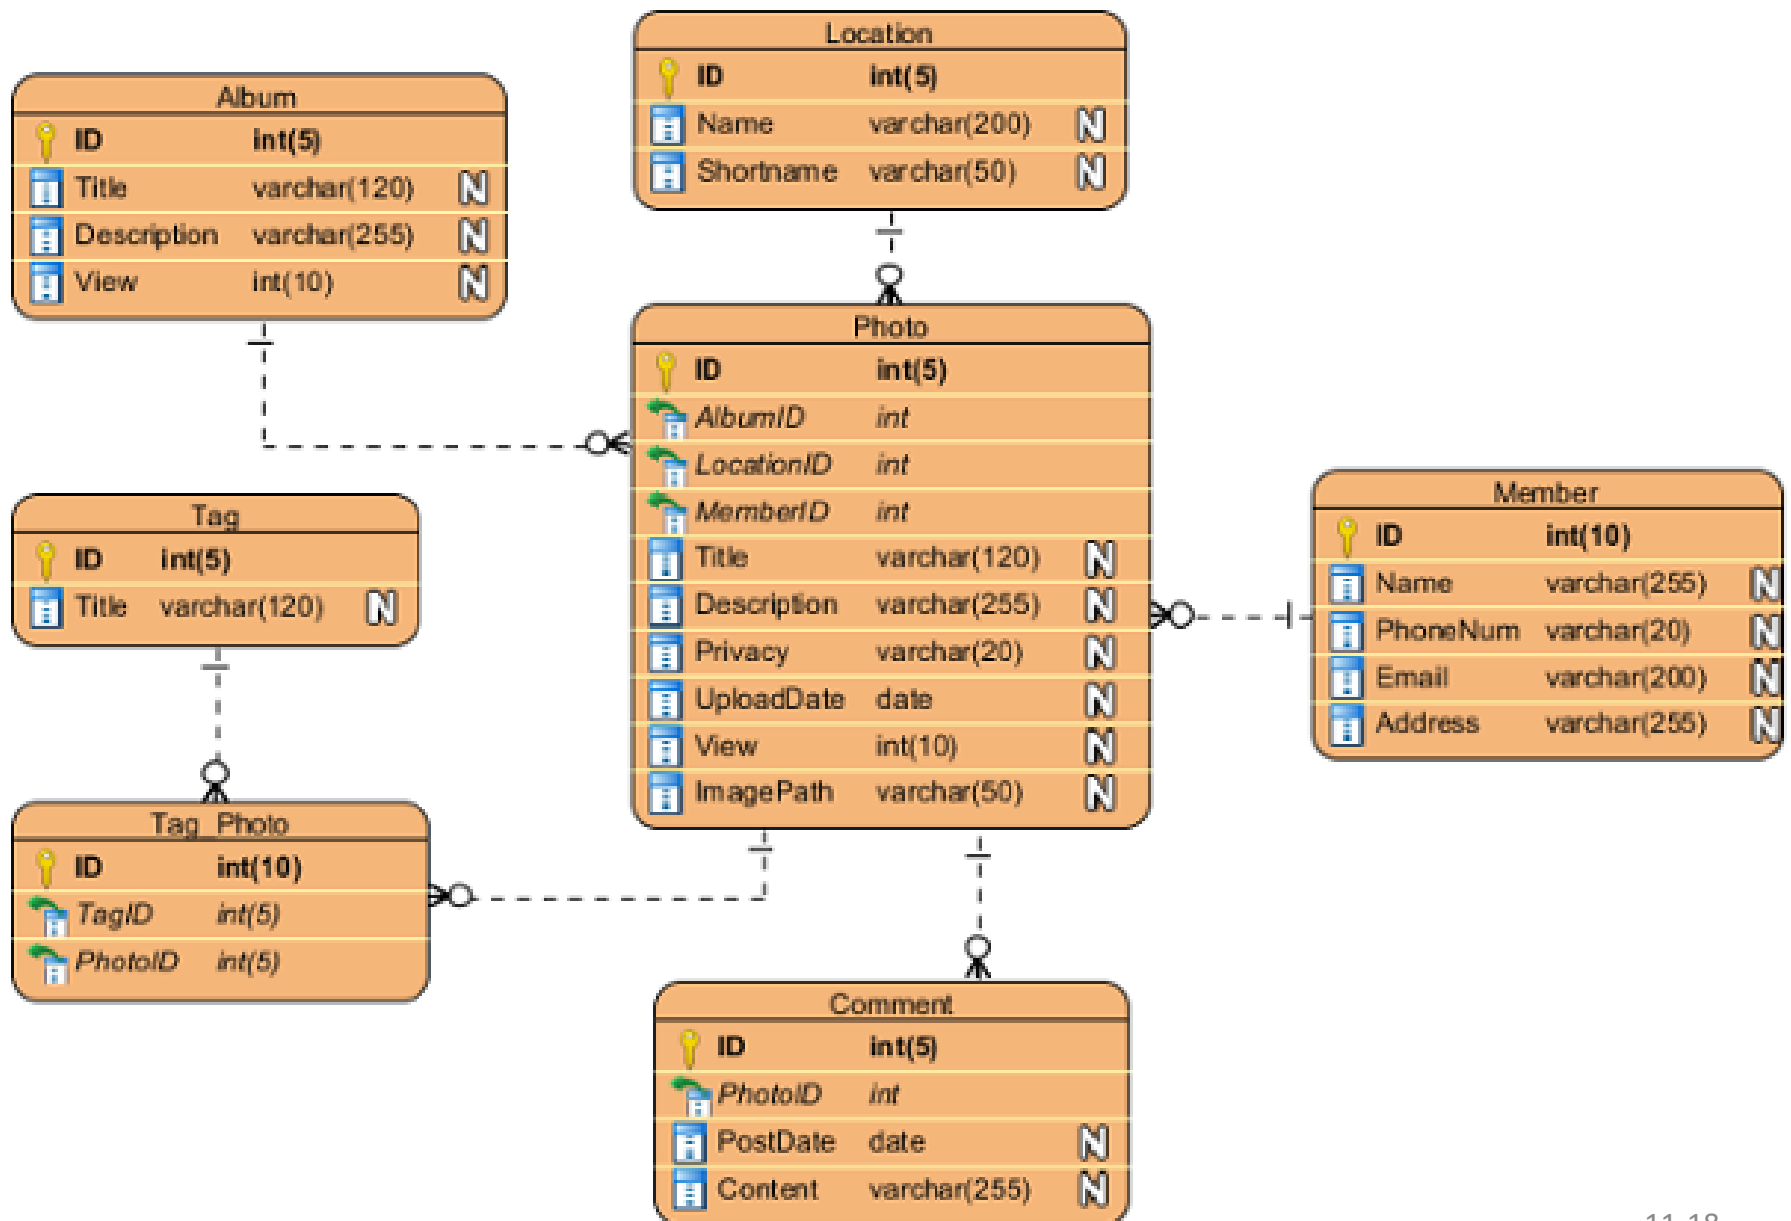 Location
ID int(5)
Name varchar(200) N
Shortname varchar(50) N
Album
ID int(5)
Title varchar(120) N
Description varchar(255) N
View int(10) N
Photo
ID int(5)
AlbumID int
LocationID int
MemberID int
Title varchar(120) N
Description varchar(255) N
Privacy varchar(20) N
UploadDate date N
View int(10) N
ImagePath varchar(50) N
Member
ID int(10)
Name varchar(255) N
PhoneNum varchar(20) N
Email varchar(200) N
Address varchar(255) N
Tag
ID int(5)
Title varchar(120) N
Tag_Photo
ID int(10)
TagID int(5)
PhotoID int(5)
Comment
ID int(5)
PhotoID int
PostDate date N
Content varchar(255) N
11-18